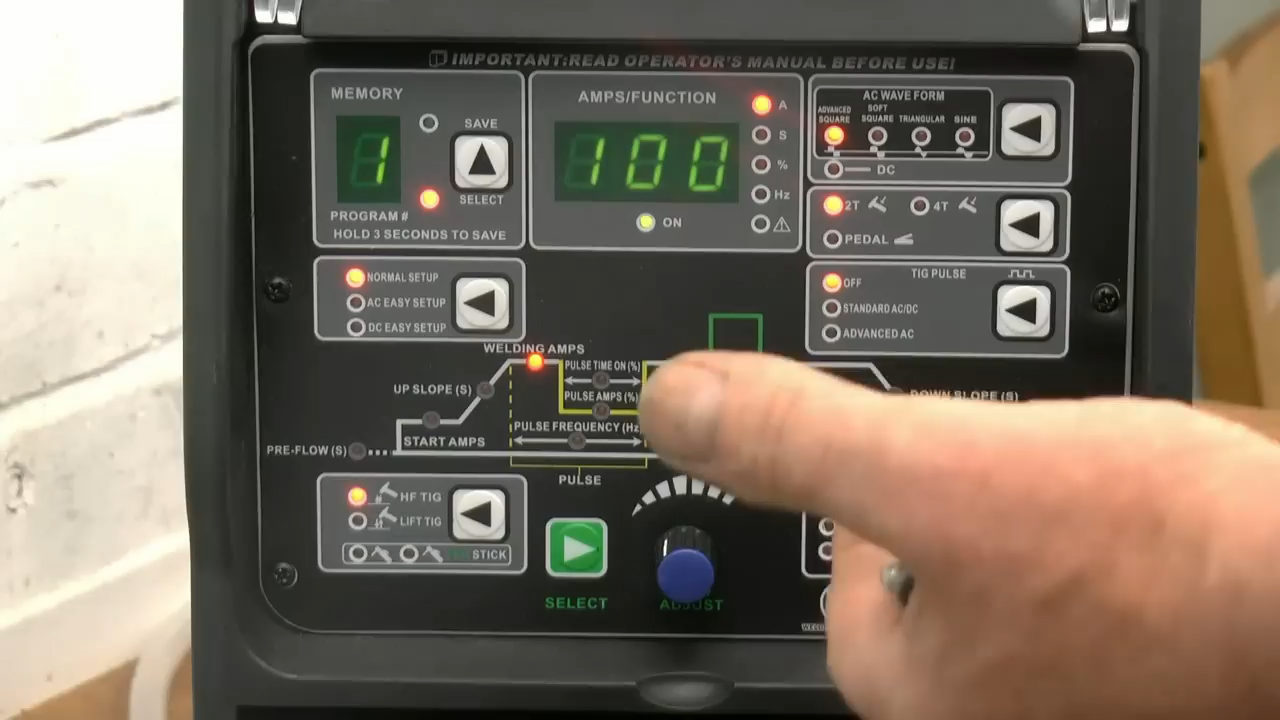 IMPORTANT:READ OPERATOR'S MANUAL BEFORE USE!
MEMORY
1
SAVE
SELECT
PROGRAM #
HOLD 3 SECONDS TO SAVE
AMPS/FUNCTION
100
A
S
%
Hz
ON
AC WAVE FORM
ADVANCED SQUARE
SOFT SQUARE
TRIANGULAR
SINE
DC
2T
4T
PEDAL
NORMAL SETUP
AC EASY SETUP
DC EASY SETUP
TIG PULSE
OFF
STANDARD AC/DC
ADVANCED AC
WELDING AMPS
PULSE TIME ON (%)
UP SLOPE (S)
PULSE AMPS (%)
DOWN SLOPE (S)
START AMPS
PULSE FREQUENCY (Hz)
PRE-FLOW (S)
PULSE
HF TIG
LIFT TIG
STICK
SELECT
ADJUST